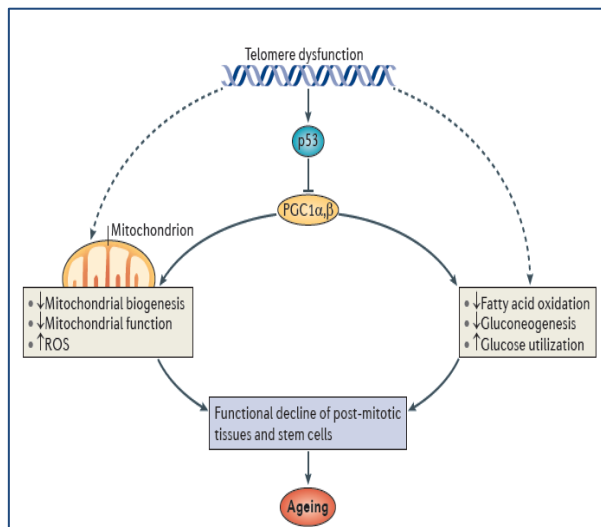 Telomere dysfunction
p53
PGC1α,β
Mitochondrion
• ↓Mitochondrial biogenesis
• ↓Mitochondrial function
• ↑ROS
• ↓Fatty acid oxidation
• ↓Gluconeogenesis
• ↑Glucose utilization
Functional decline of post-mitotic
tissues and stem cells
Ageing